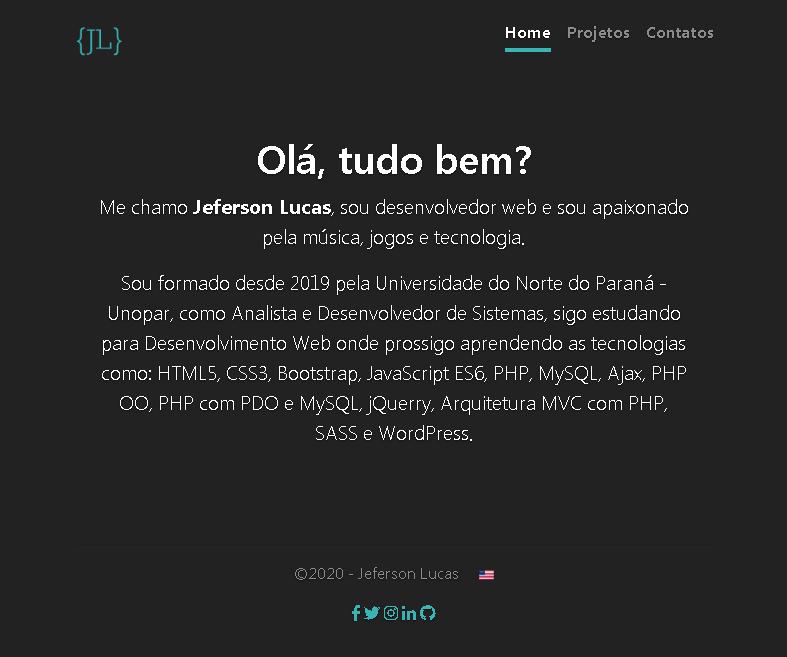 {JL}
Home Projetos Contatos
Olá, tudo bem?
Me chamo Jeferson Lucas, sou desenvolvedor web e sou apaixonado
pela música, jogos e tecnologia.
Sou formado desde 2019 pela Universidade do Norte do Paraná -
Unopar, como Analista e Desenvolvedor de Sistemas, sigo estudando
para Desenvolvimento Web onde prossigo aprendendo as tecnologias
como: HTML5, CSS3, Bootstrap, JavaScript ES6, PHP, MySQL, Ajax, PHP
OO, PHP com PDO e MySQL, jQuerry, Arquitetura MVC com PHP,
SASS e WordPress.
©2020 - Jeferson Lucas